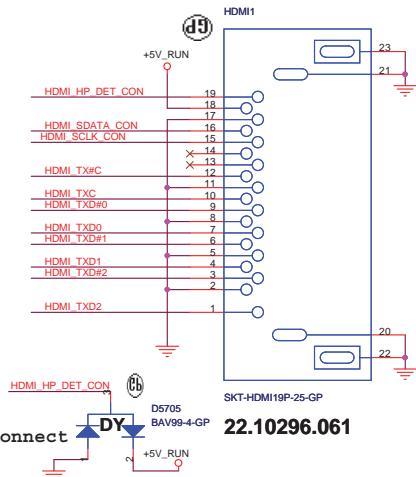 HDMI1
+5V_RUN
23
21
HDMI_HP_DET_CON 19
18
17
HDMI_SDATA_CON 16
HDMI_SCLK_CON 15
14
13
HDMI_TX#C 12
11
HDMI_TXC 10
HDMI_TXD#0 9
8
HDMI_TXD0 7
HDMI_TXD#1 6
5
HDMI_TXD1 4
HDMI_TXD#2 3
2
HDMI_TXD2 1
20
22
SKT-HDMI19P-25-GP
22.10296.061
HDMI_HP_DET_CON
3
D5705
BAV99-4-GP
DY
onnect
1
2
+5V_RUN